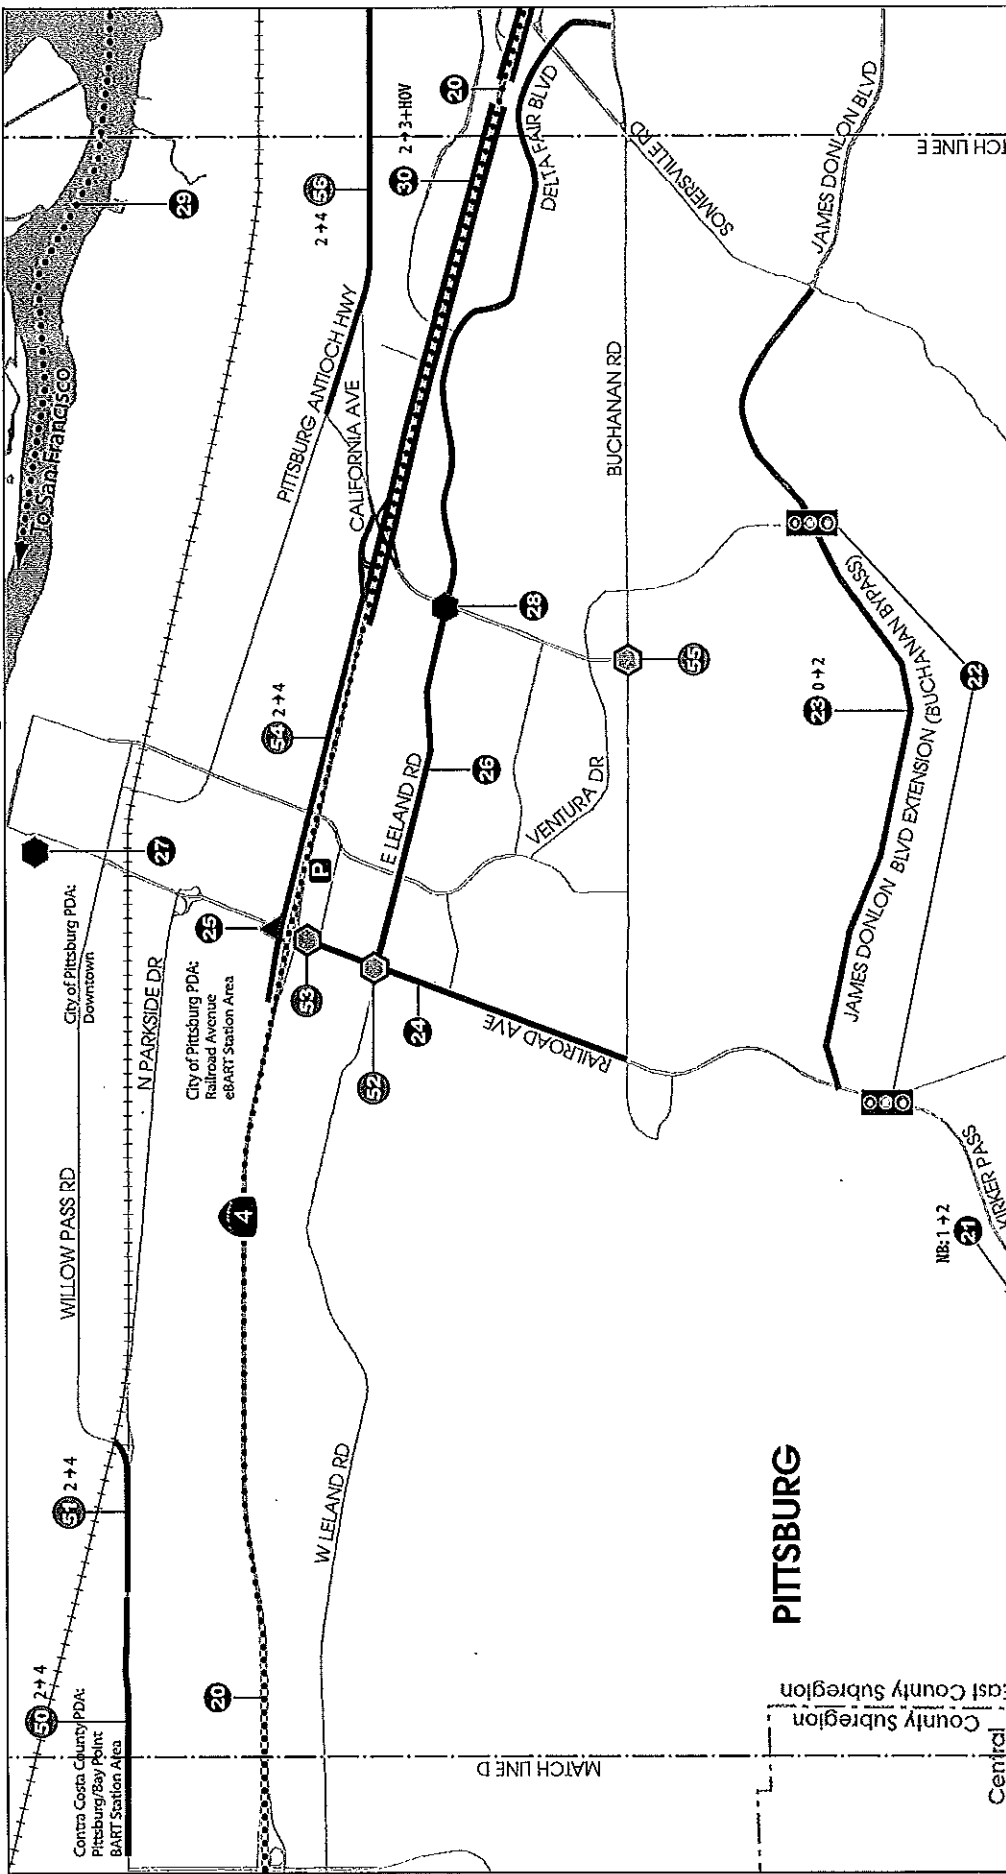 Contra Costa County PDA:
Pittsburg/Bay Point
BART Station Area
50 2→4
51 2→4
WILLOW PASS RD
City of Pittsburg PDA:
Downtown
27
N PARKSIDE DR
25
City of Pittsburg PDA:
Railroad Avenue
eBART Station Area
To San Francisco
29
PITTSBURG ANTIOCH HWY
CALIFORNIA AVE
2→4 56
30 2→3+HOV
20
DELTA FAIR BLVD
54 2→4
P
53
52
24
4
20
W LELAND RD
E LELAND RD
26
28
RAILROAD AVE
VENTURA DR
55
BUCHANAN RD
SOMERSVILLE RD
JAMES DONLON BLVD
23 0→2
JAMES DONLON BLVD EXTENSION (BUCHANAN BYPASS)
22
KIRKER PASS
NB:1→2
21
PITTSBURG
MATCH LINE D
TCH LINE E
Central
County Subregion
East County Subregion